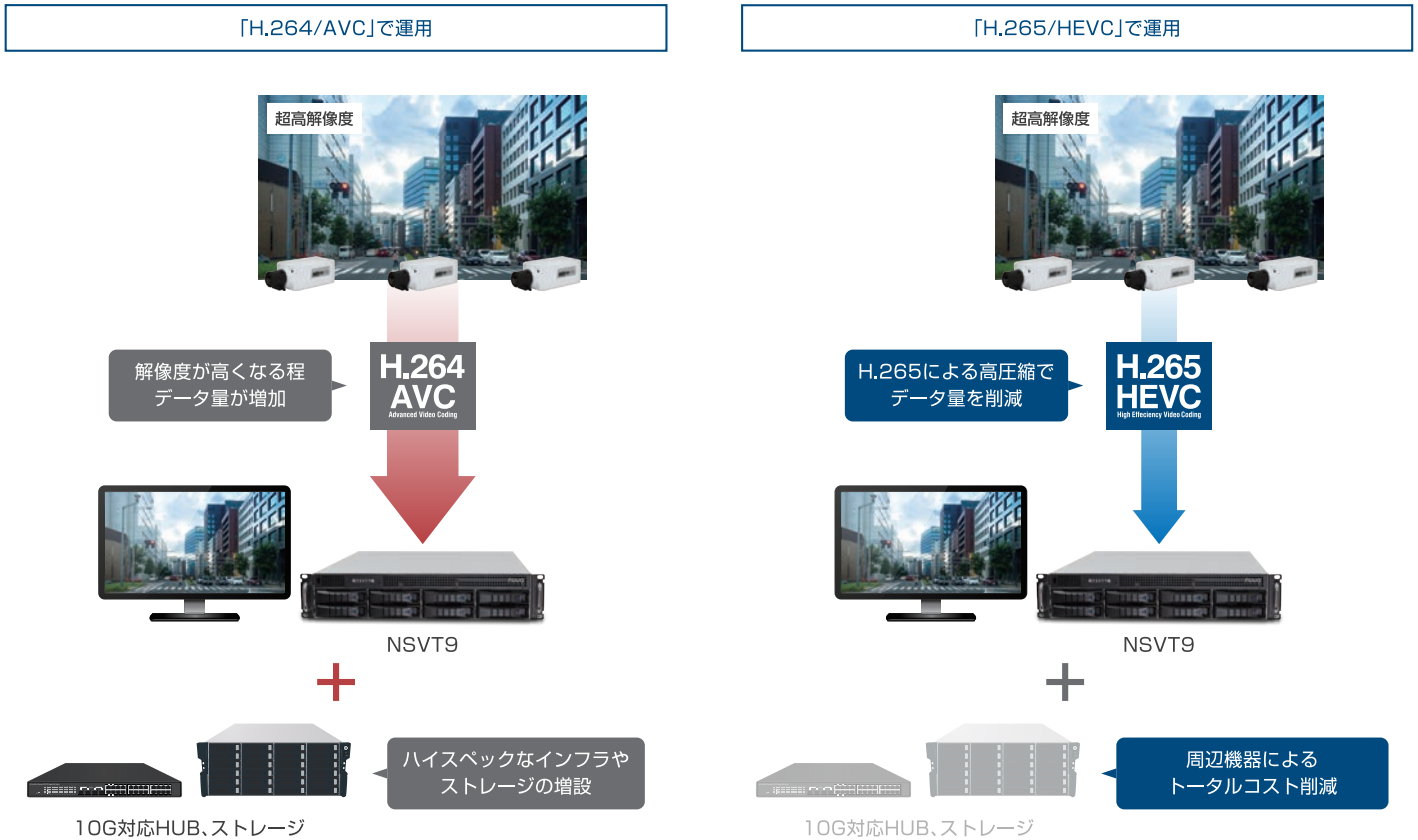 「H.264/AVC」で運用
超高解像度
解像度が高くなる程
データ量が増加
H.264
AVC
Advanced Video Coding
NSVT9
ハイスペックなインフラや
ストレージの増設
10G対応HUB、ストレージ
「H.265/HEVC」で運用
超高解像度
H.265による高圧縮で
データ量を削減
H.265
HEVC
High Effeciency Video Coding
NSVT9
周辺機器による
トータルコスト削減
10G対応HUB、ストレージ